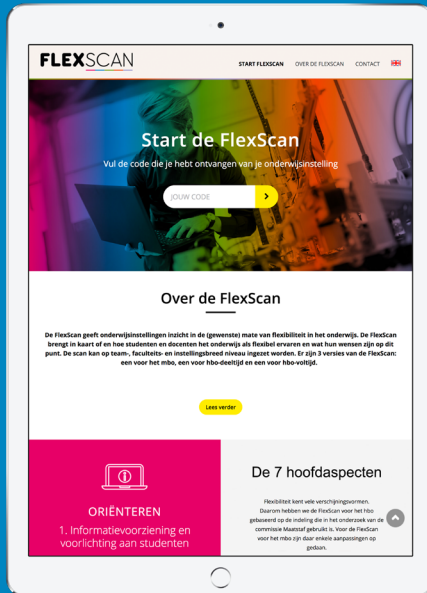 FLEXSCAN
START FLEXSCAN OVER DE FLEXSCAN CONTACT
Start de FlexScan
Vul de code die je hebt ontvangen van je onderwijsinstelling
JOUW CODE
Over de FlexScan
De FlexScan geeft onderwijsinstellingen inzicht in de (gewenste) mate van flexibiliteit in het onderwijs. De FlexScan
brengt in kaart of en hoe studenten en docenten het onderwijs als flexibel ervaren en wat hun wensen zijn op dit
punt. De scan kan op team-, faculteits- en instellingsbreed niveau ingezet worden. Er zijn 3 versies van de FlexScan:
een voor het mbo, een voor hbo-deeltijd en een voor hbo-voltijd.
Lees verder
ORIËNTEREN
1. Informatievoorziening en
voorlichting aan studenten
De 7 hoofdaspecten
Flexibiliteit kent vele verschijningsvormen.
Daarom hebben we de FlexScan voor het hbo
gebaseerd op de indeling die in het onderzoek van de
commissie Maatstaf gebruikt is. Voor de FlexScan
voor het mbo zijn daar enkele aanpassingen op
gedaan.